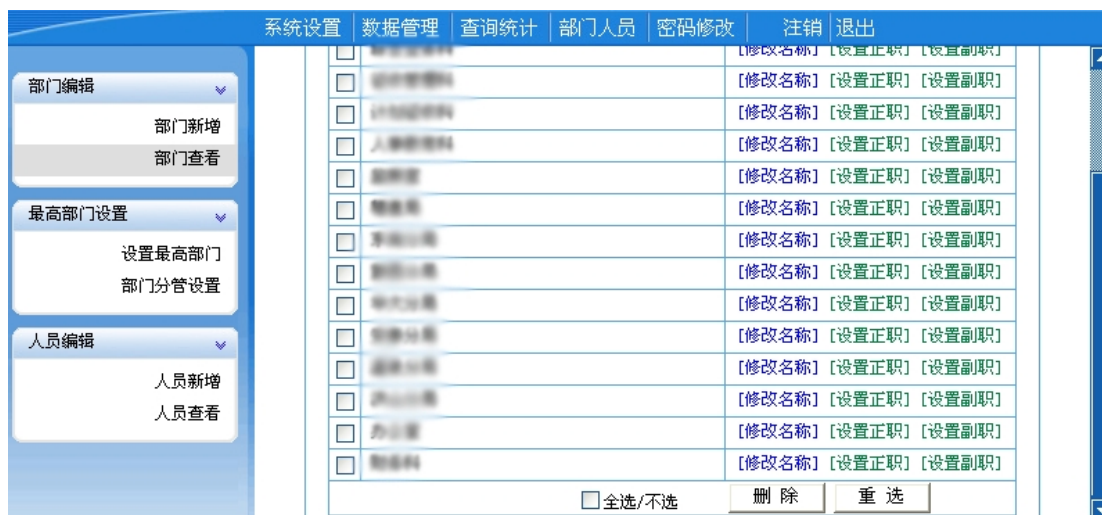 系统设置 数据管理 查询统计 部门人员 密码修改 注销 退出
部门编辑
部门新增
部门查看
最高部门设置
设置最高部门
部门分管设置
人员编辑
人员新增
人员查看
[修改名称] [设置正职] [设置副职]
[修改名称] [设置正职] [设置副职]
[修改名称] [设置正职] [设置副职]
[修改名称] [设置正职] [设置副职]
[修改名称] [设置正职] [设置副职]
[修改名称] [设置正职] [设置副职]
[修改名称] [设置正职] [设置副职]
[修改名称] [设置正职] [设置副职]
[修改名称] [设置正职] [设置副职]
[修改名称] [设置正职] [设置副职]
[修改名称] [设置正职] [设置副职]
[修改名称] [设置正职] [设置副职]
[修改名称] [设置正职] [设置副职]
[修改名称] [设置正职] [设置副职]
全选/不选 删 除 重 选